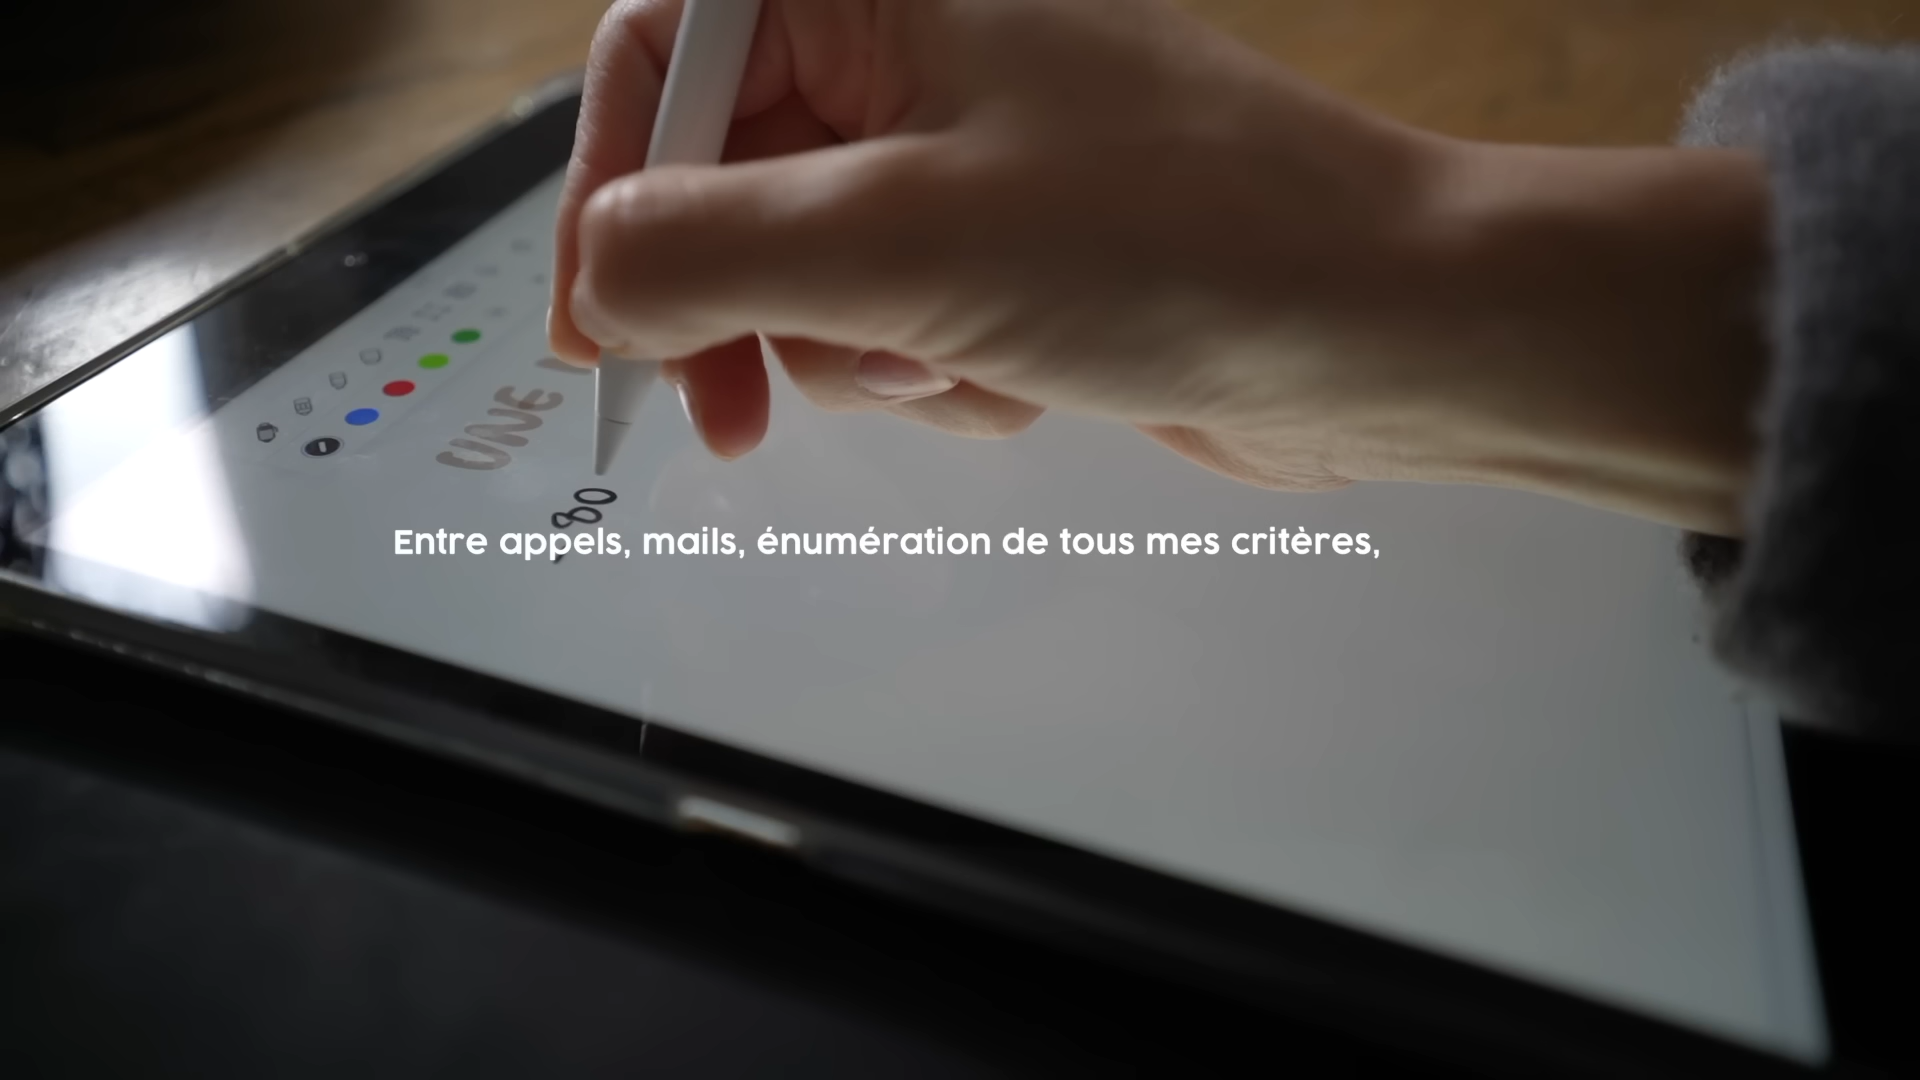 UNE
- 80
Entre appels, mails, énumération de tous mes critères,